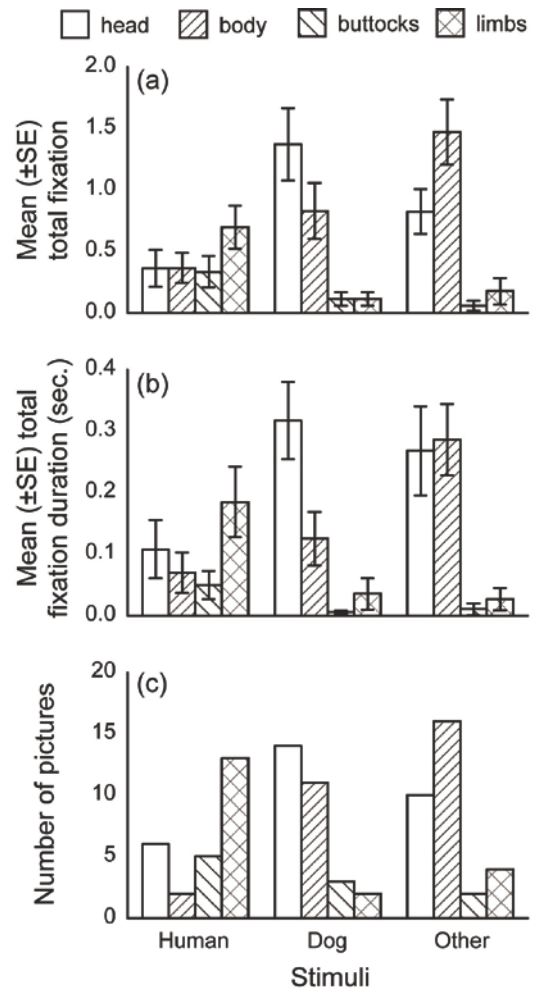 head body buttocks limbs
(a)
Mean (±SE)
total fixation
2.0
1.5
1.0
0.5
0.0
(b)
Mean (±SE) total
fixation duration (sec.)
0.4
0.3
0.2
0.1
0.0
(c)
Number of pictures
20
15
10
5
0
Human Dog Other
Stimuli